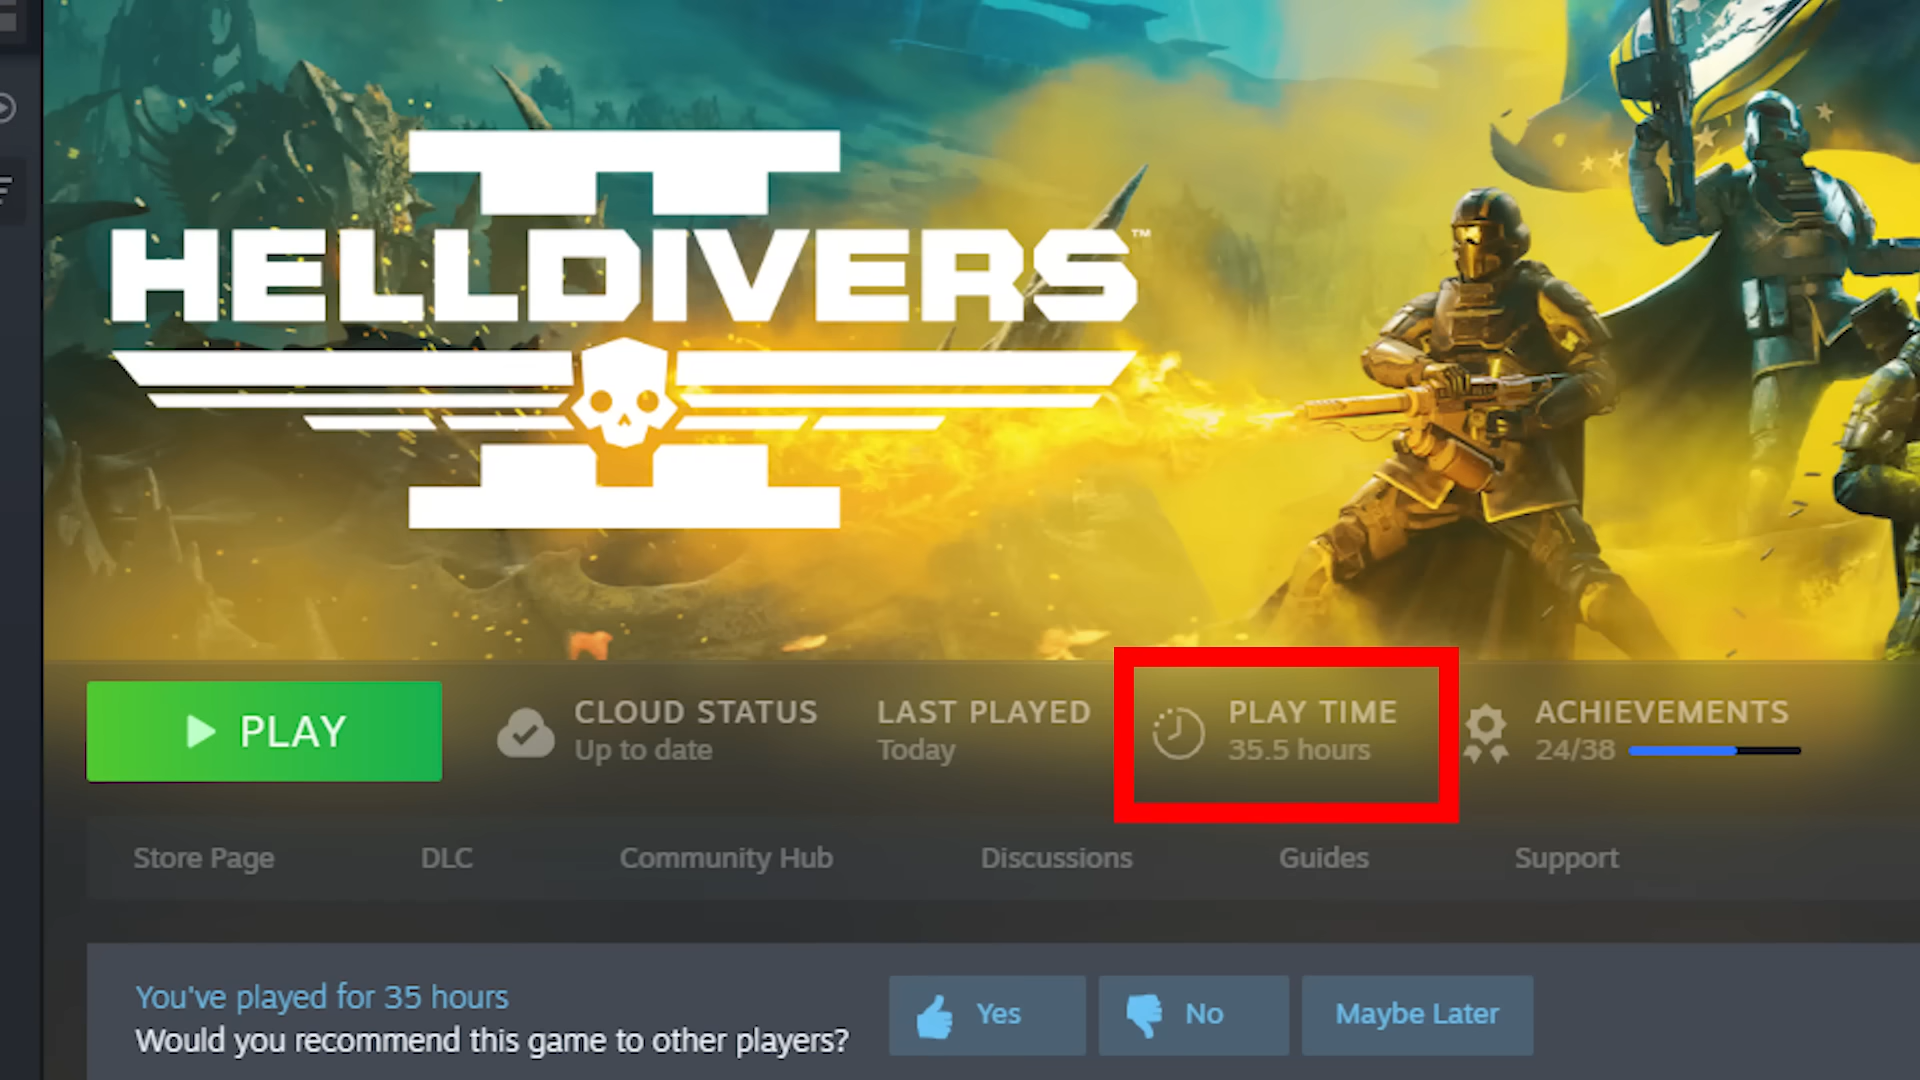 HELLDIVERS™
II
PLAY
CLOUD STATUS
Up to date
LAST PLAYED
Today
PLAY TIME
35.5 hours
ACHIEVEMENTS
24/38
Store Page
DLC
Community Hub
Discussions
Guides
Support
You've played for 35 hours
Would you recommend this game to other players?
Yes
No
Maybe Later